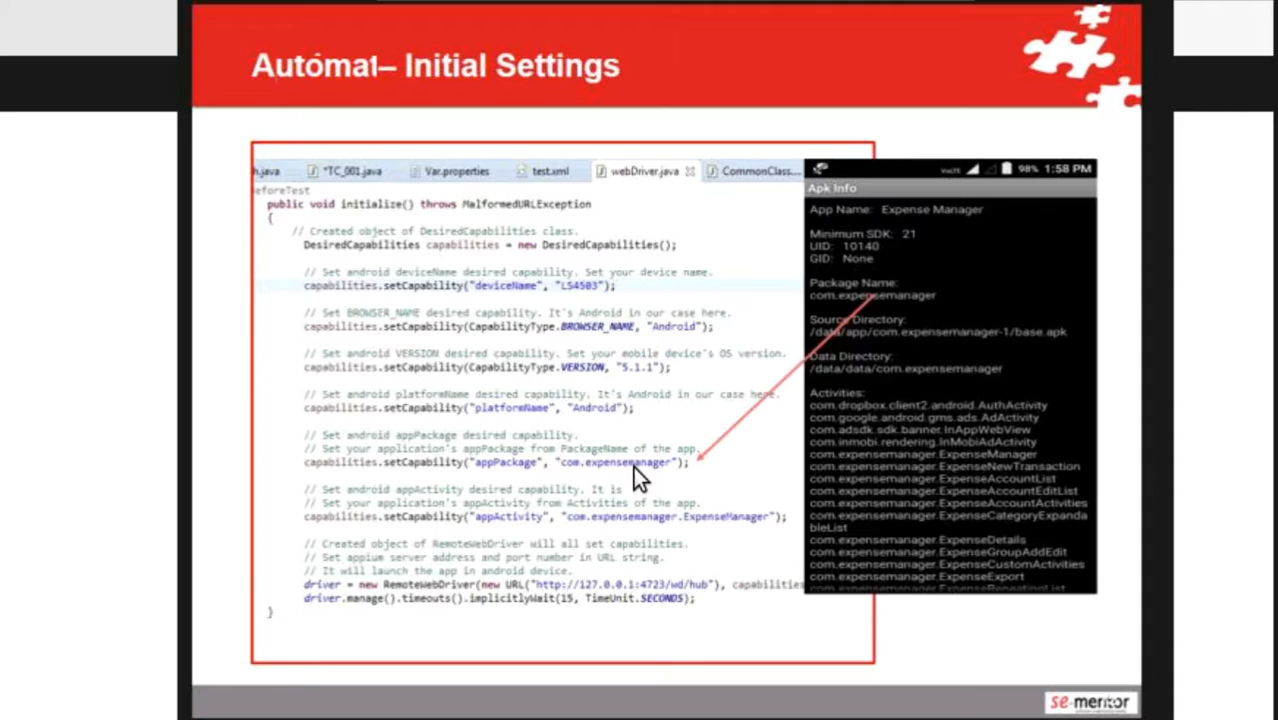 Automat– Initial Settings
h.java
*TC_001.java
Var.properties
test.xml
webDriver.java
CommonClass...
eforeTest
public void initialize() throws MalformedURLException
{
// Created object of DesiredCapabilities class.
DesiredCapabilities capabilities = new DesiredCapabilities();
// Set android deviceName desired capability. Set your device name.
capabilities.setCapability("deviceName", "LS4503");
// Set BROWSER_NAME desired capability. It's Android in our case here.
capabilities.setCapability(CapabilityType.BROWSER_NAME, "Android");
// Set android VERSION desired capability. Set your mobile device's OS version.
capabilities.setCapability(CapabilityType.VERSION, "5.1.1");
// Set android platformName desired capability. It's Android in our case here.
capabilities.setCapability("platformName", "Android");
// Set android appPackage desired capability.
// Set your application's appPackage from PackageName of the app.
capabilities.setCapability("appPackage", "com.expensemanager");
// Set android appActivity desired capability. It is
// Set your application's appActivity from Activities of the app.
capabilities.setCapability("appActivity", "com.expensemanager.ExpenseManager");
// Created object of RemoteWebDriver will all set capabilities.
// Set appium server address and port number in URL string.
// It will launch the app in android device.
driver = new RemoteWebDriver(new URL("http://127.0.0.1:4723/wd/hub"), capabilities
driver.manage().timeouts().implicitlyWait(15, TimeUnit.SECONDS);
}
VoLTE 98% 1:58 PM
Apk Info
App Name: Expense Manager
Minimum SDK: 21
UID: 10140
GID: None
Package Name:
com.expensemanager
Source Directory:
/data/app/com.expensemanager-1/base.apk
Data Directory:
/data/data/com.expensemanager
Activities:
com.dropbox.client2.android.AuthActivity
com.google.android.gms.ads.AdActivity
com.adsdk.sdk.banner.InAppWebView
com.inmobi.rendering.InMobiAdActivity
com.expensemanager.ExpenseManager
com.expensemanager.ExpenseNewTransaction
com.expensemanager.ExpenseAccountList
com.expensemanager.ExpenseAccountEditList
com.expensemanager.ExpenseAccountActivities
com.expensemanager.ExpenseCategoryExpanda
bleList
com.expensemanager.ExpenseDetails
com.expensemanager.ExpenseGroupAddEdit
com.expensemanager.ExpenseCustomActivities
com.expensemanager.ExpenseExport
com.expensemanager.ExpenseRepeatingList
se-mentor